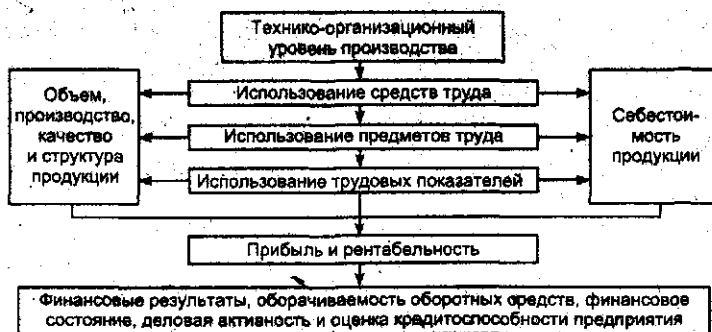 Технико-организационный
уровень производства
Объем,
производство,
качество
и структура
продукции
Использование средств труда
Использование предметов труда
Использование трудовых показателей
Себестои-
мость
продукции
Прибыль и рентабельность
Финансовые результаты, оборачиваемость оборотных средств, финансовое
состояние, деловая активность и оценка кредитоспособности предприятия